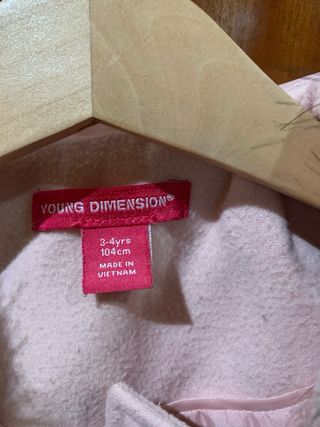 YOUNG DIMENSION®
3-4yrs
104cm
MADE IN
VIETNAM